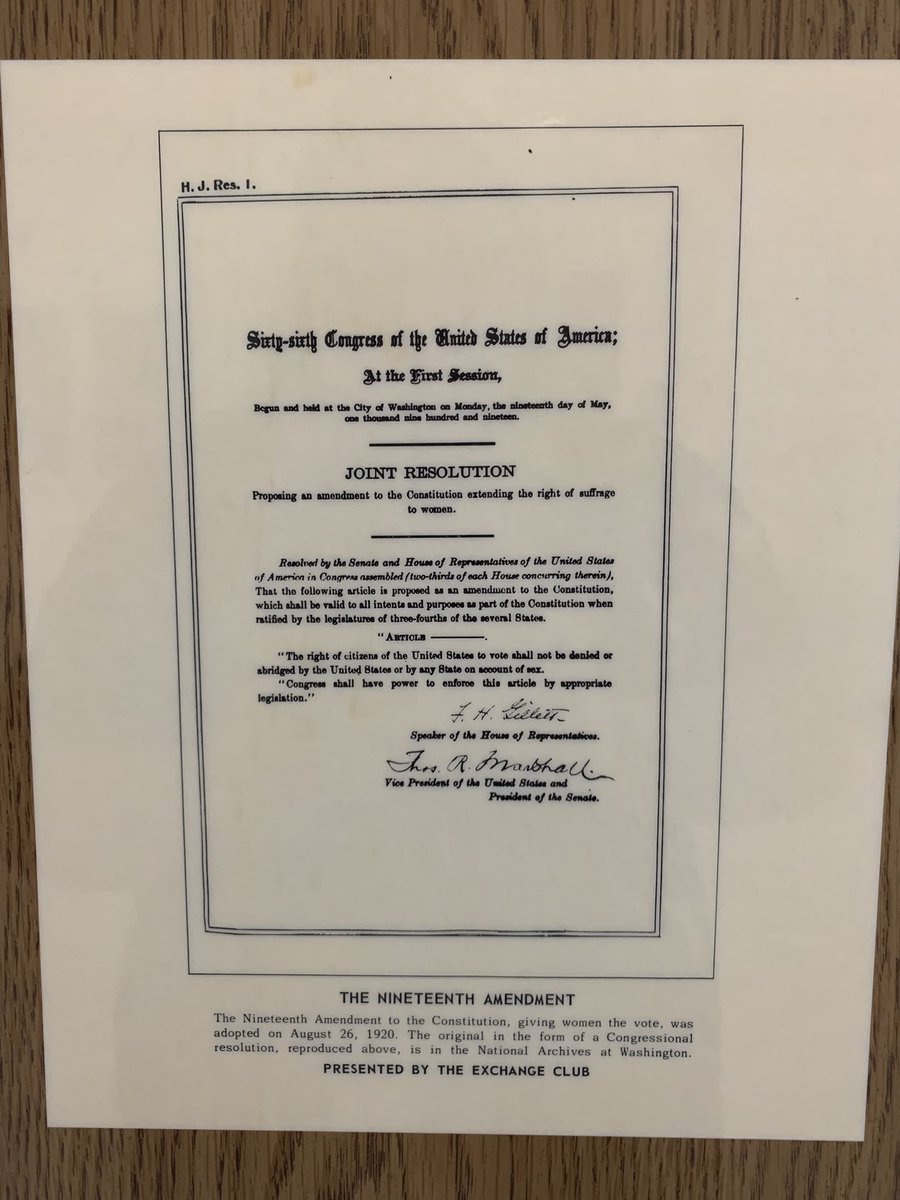 H. J. Res. 1.
Sixty-sixth Congress of the United States of America;
At the First Session,
Begun and held at the City of Washington on Monday, the nineteenth day of May,
one thousand nine hundred and nineteen.
JOINT RESOLUTION
Proposing an amendment to the Constitution extending the right of suffrage
to women.
Resolved by the Senate and House of Representatives of the United States
of America in Congress assembled (two-thirds of each House concurring therein),
That the following article is proposed as an amendment to the Constitution,
which shall be valid to all intents and purposes as part of the Constitution when
ratified by the legislatures of three-fourths of the several States.
"ARTICLE ———.
"The right of citizens of the United States to vote shall not be denied or
abridged by the United States or by any State on account of sex.
"Congress shall have power to enforce this article by appropriate
legislation."
F. H. Gillett
Speaker of the House of Representatives.
Thos. R. Marshall.
Vice President of the United States and
President of the Senate.
THE NINETEENTH AMENDMENT
The Nineteenth Amendment to the Constitution, giving women the vote, was
adopted on August 26, 1920. The original in the form of a Congressional
resolution, reproduced above, is in the National Archives at Washington.
PRESENTED BY THE EXCHANGE CLUB